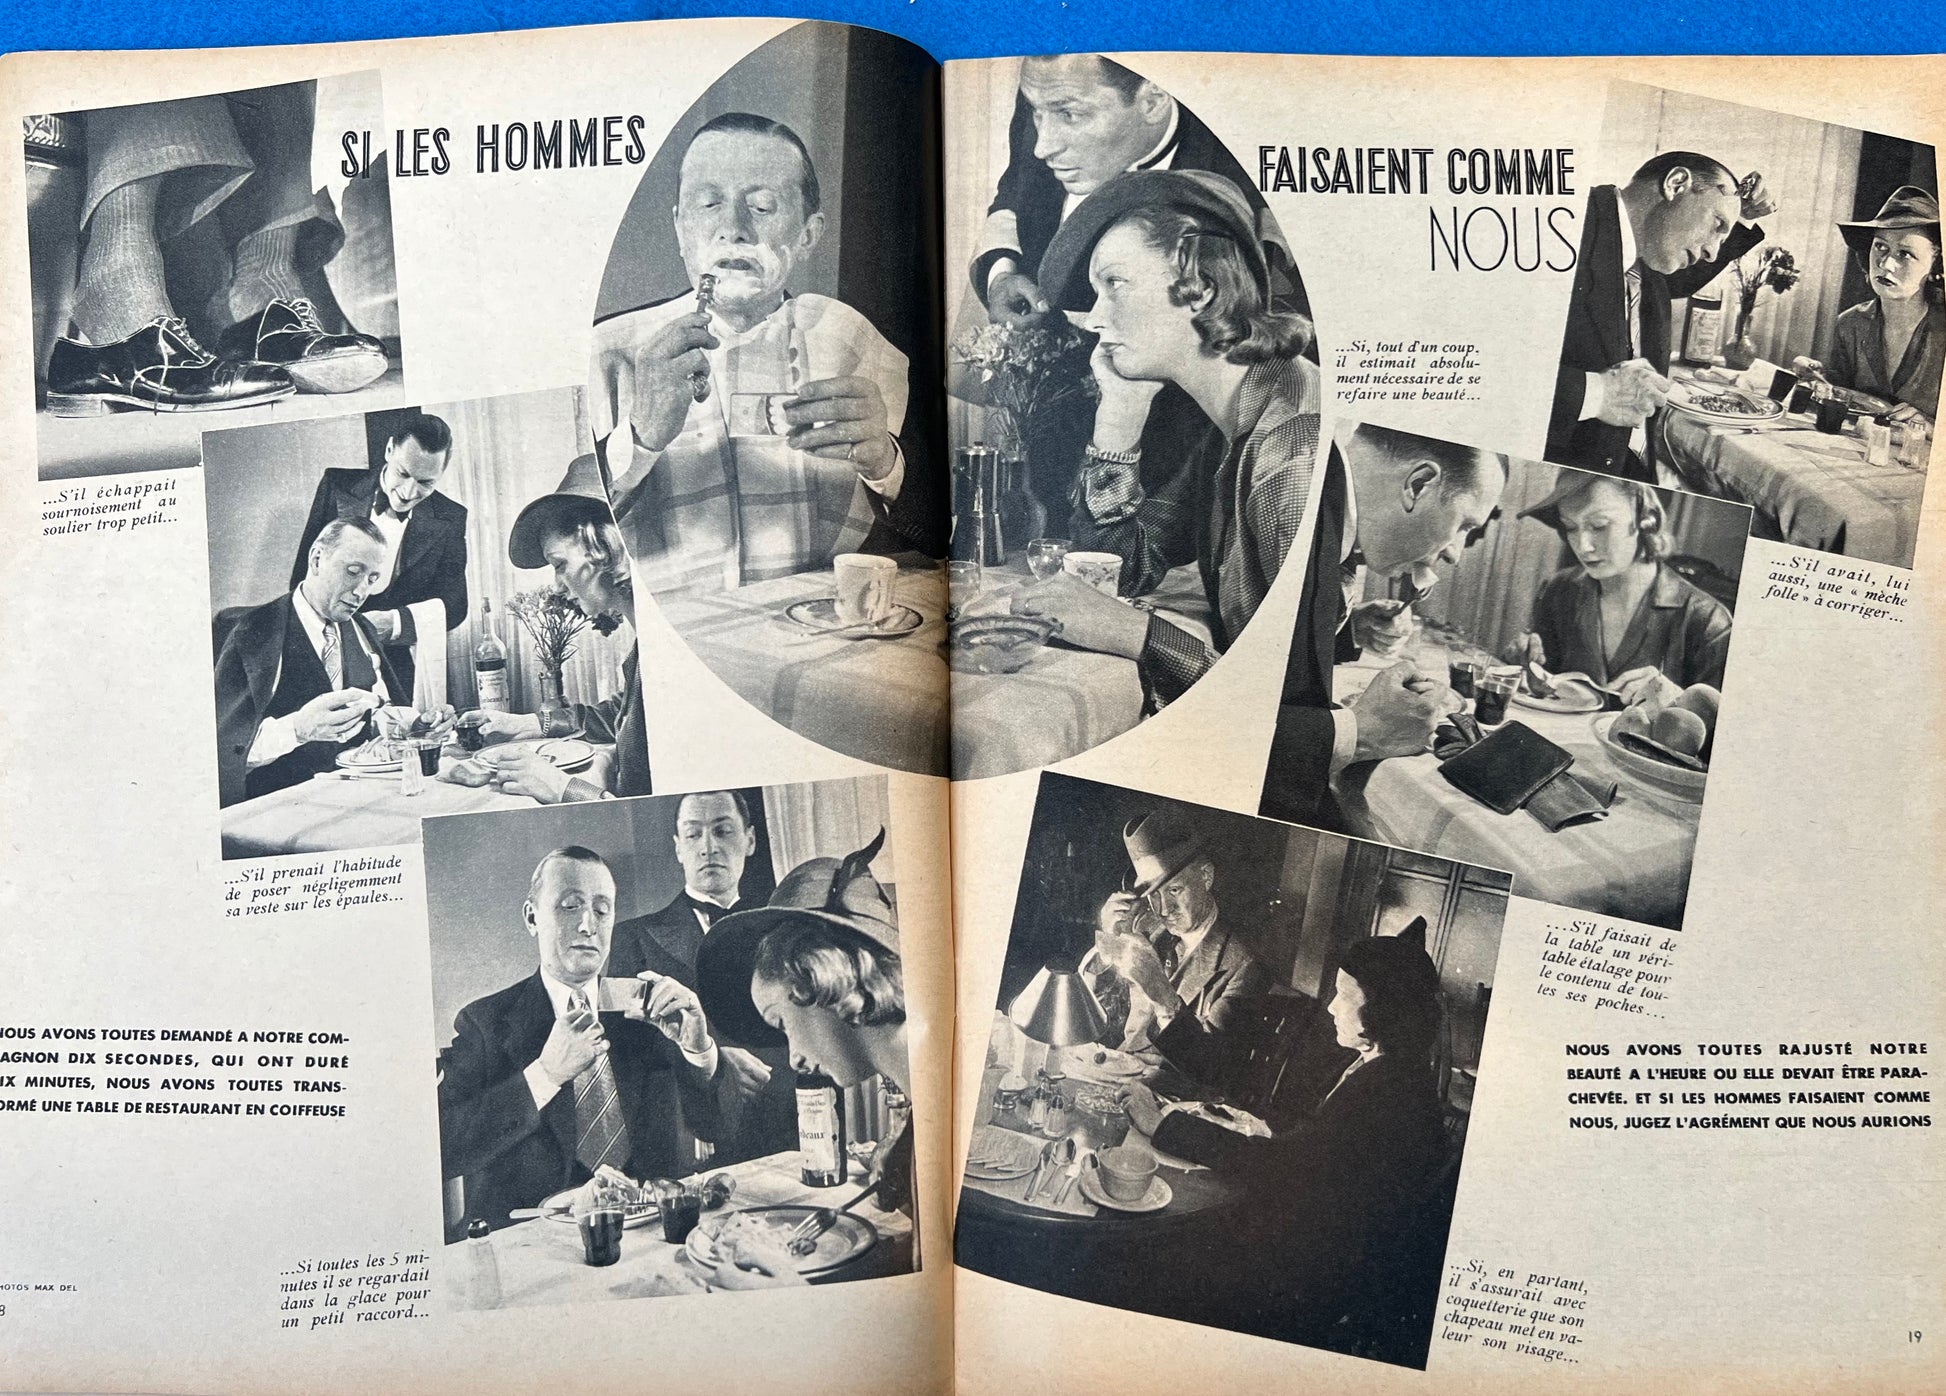 SI LES HOMMES
...S'il échappait
sournoisement au
soulier trop petit...
...S'il prenait l'habitude
de poser négligemment
sa veste sur les épaules...
NOUS AVONS TOUTES DEMANDÉ A NOTRE COM-
AGNON DIX SECONDES, QUI ONT DURÉ
IX MINUTES, NOUS AVONS TOUTES TRANS-
ORMÉ UNE TABLE DE RESTAURANT EN COIFFEUSE
...Si toutes les 5 mi-
nutes il se regardait
dans la glace pour
un petit raccord...
HOTOS MAX DEL
8
FAISAIENT COMME
NOUS
...Si, tout d'un coup,
il estimait absolu-
ment nécessaire de se
refaire une beauté...
...S'il avait, lui
aussi, une « mèche
folle » à corriger...
...S'il faisait de
la table un véri-
table étalage pour
le contenu de tou-
tes ses poches...
NOUS AVONS TOUTES RAJUSTÉ NOTRE
BEAUTÉ A L'HEURE OU ELLE DEVAIT ÊTRE PARA-
CHEVÉE. ET SI LES HOMMES FAISAIENT COMME
NOUS, JUGEZ L'AGRÉMENT QUE NOUS AURIONS
...Si, en partant,
il s'assurait avec
coquetterie que son
chapeau met en va-
leur son visage...
19